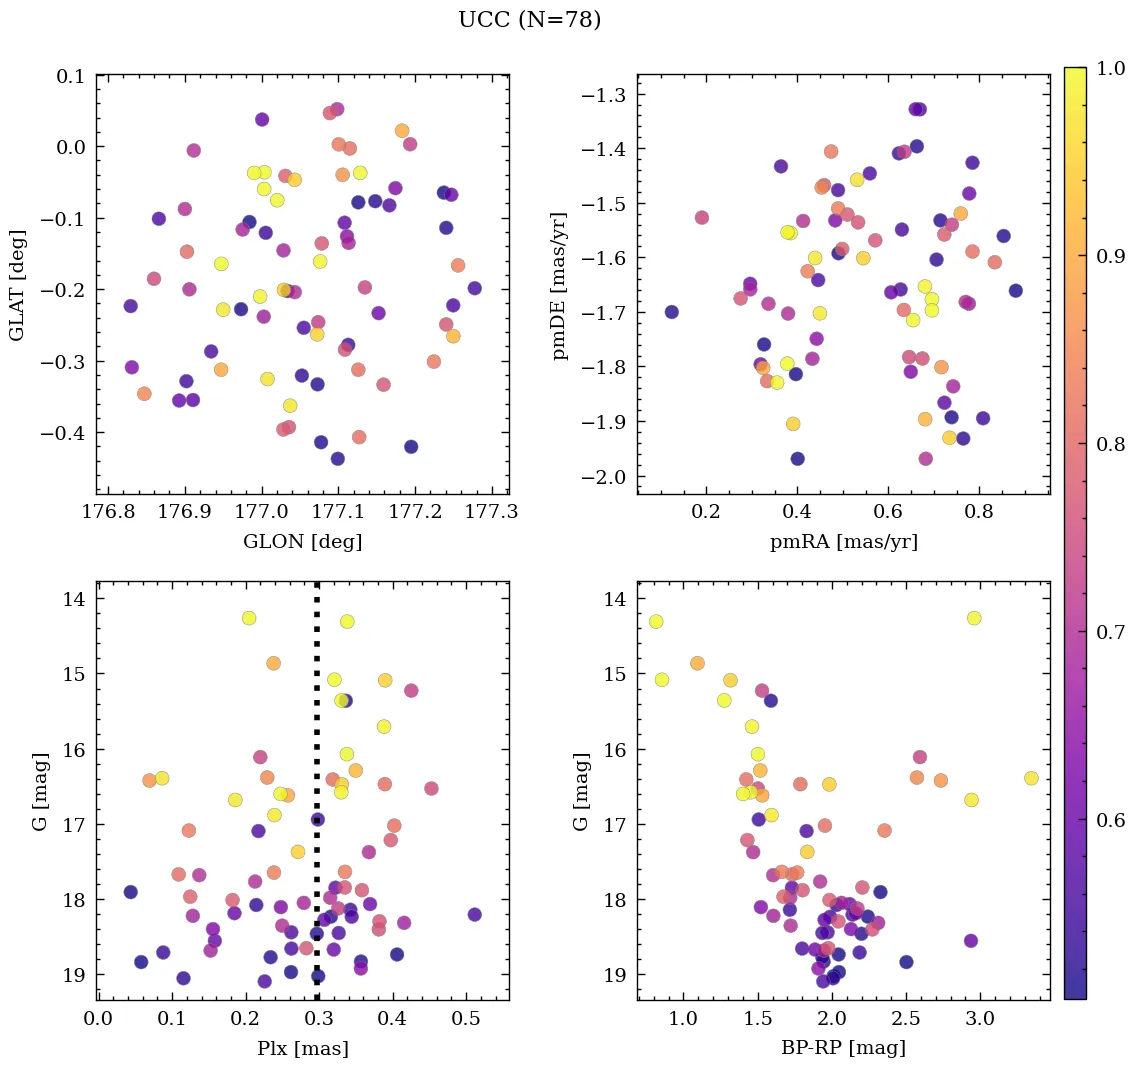 UCC (N=78)
0.1
0.0
−0.1
−0.2
−0.3
−0.4
GLAT [deg]
176.8 176.9 177.0 177.1 177.2 177.3
GLON [deg]
−1.3
−1.4
−1.5
−1.6
−1.7
−1.8
−1.9
−2.0
pmDE [mas/yr]
0.2 0.4 0.6 0.8
pmRA [mas/yr]
1.0
0.9
0.8
0.7
0.6
14
15
16
17
18
19
G [mag]
0.0 0.1 0.2 0.3 0.4 0.5
Plx [mas]
14
15
16
17
18
19
G [mag]
1.0 1.5 2.0 2.5 3.0
BP-RP [mag]